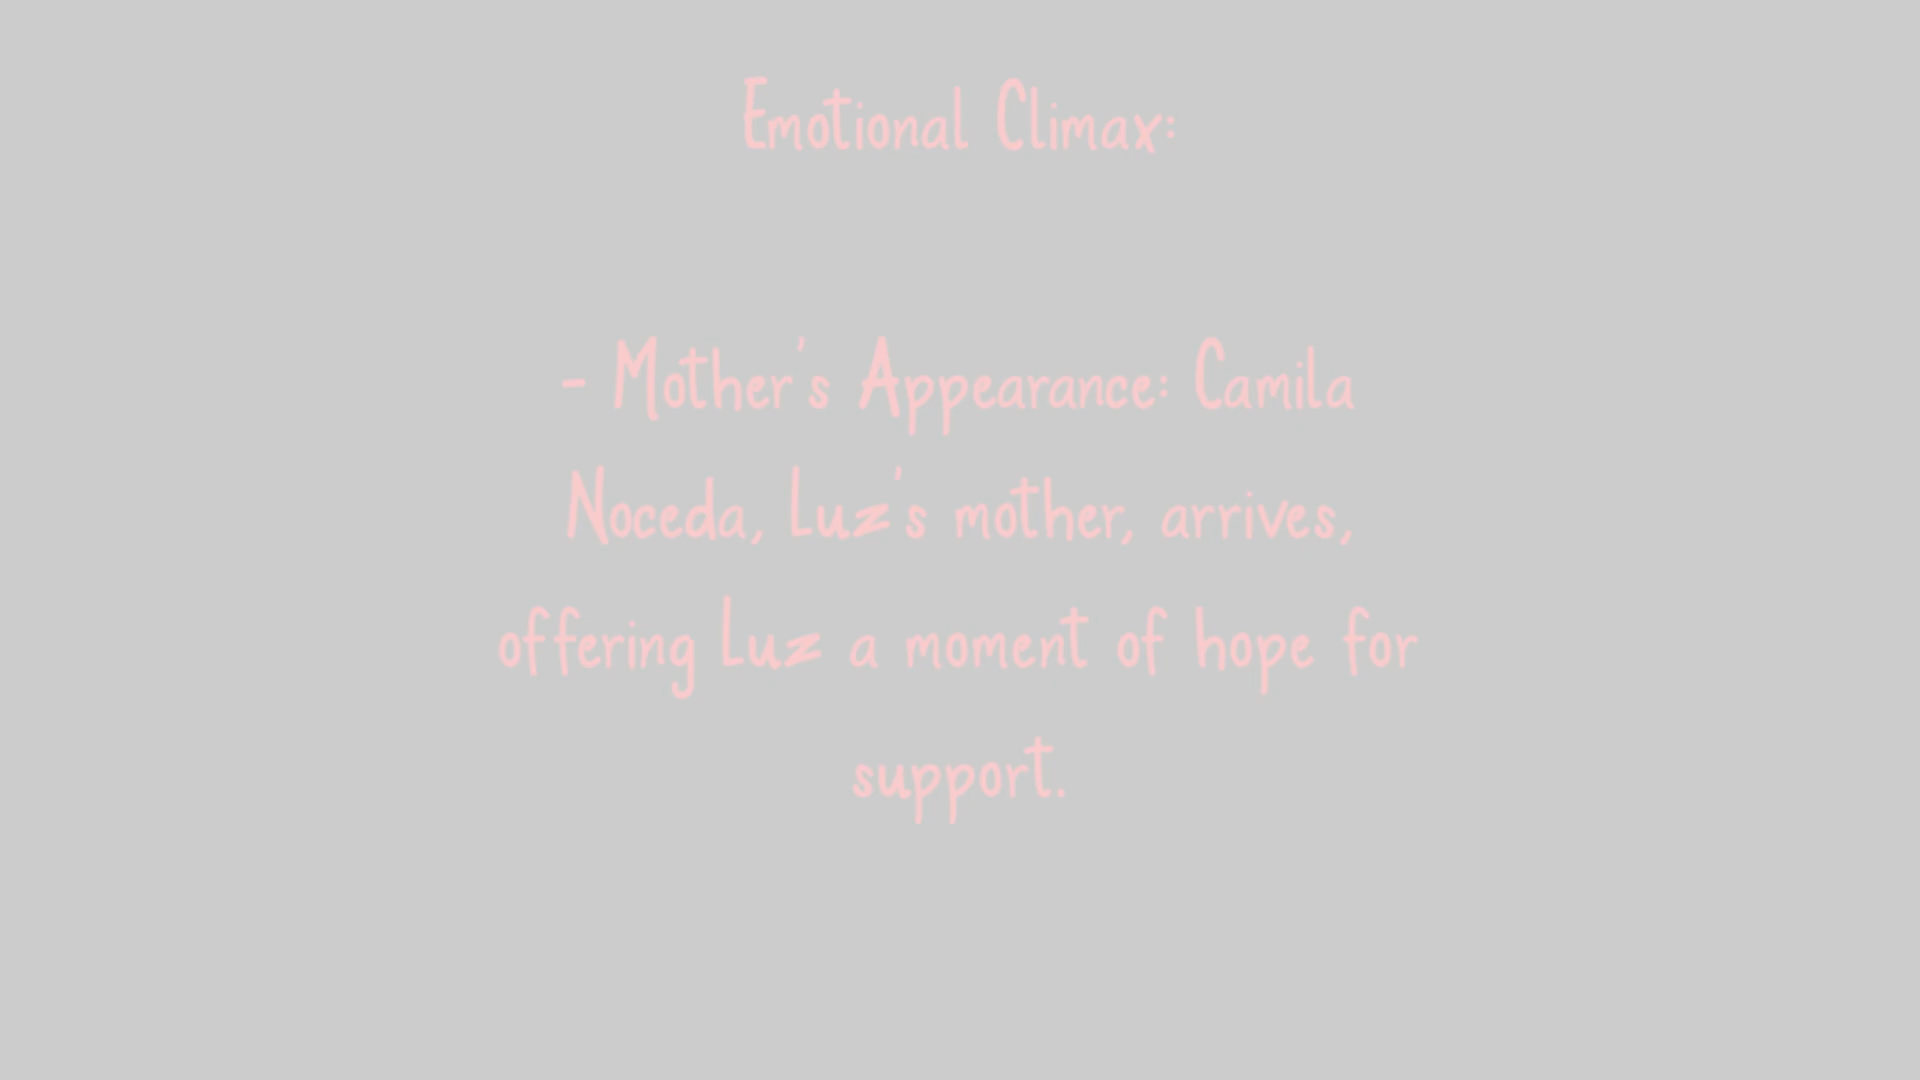 Emotional Climax:
- Mother's Appearance: Camila
Noceda, Luz's mother, arrives,
offering Luz a moment of hope for
support.